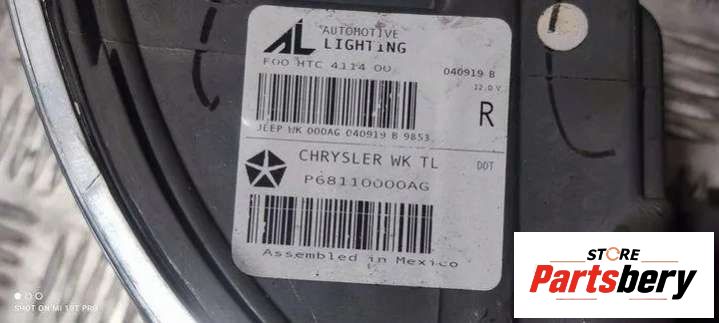 AL AUTOMOTIVE
LIGHTING
F00 HTC 4114 00
040919 B
12.0 V
R
JEEP WK 000AG 040919 B 9853
CHRYSLER WK TL
DOT
P68110000AG
Assembled in Mexico
STORE
Partsbery
SHOT ON MI 10T PRO